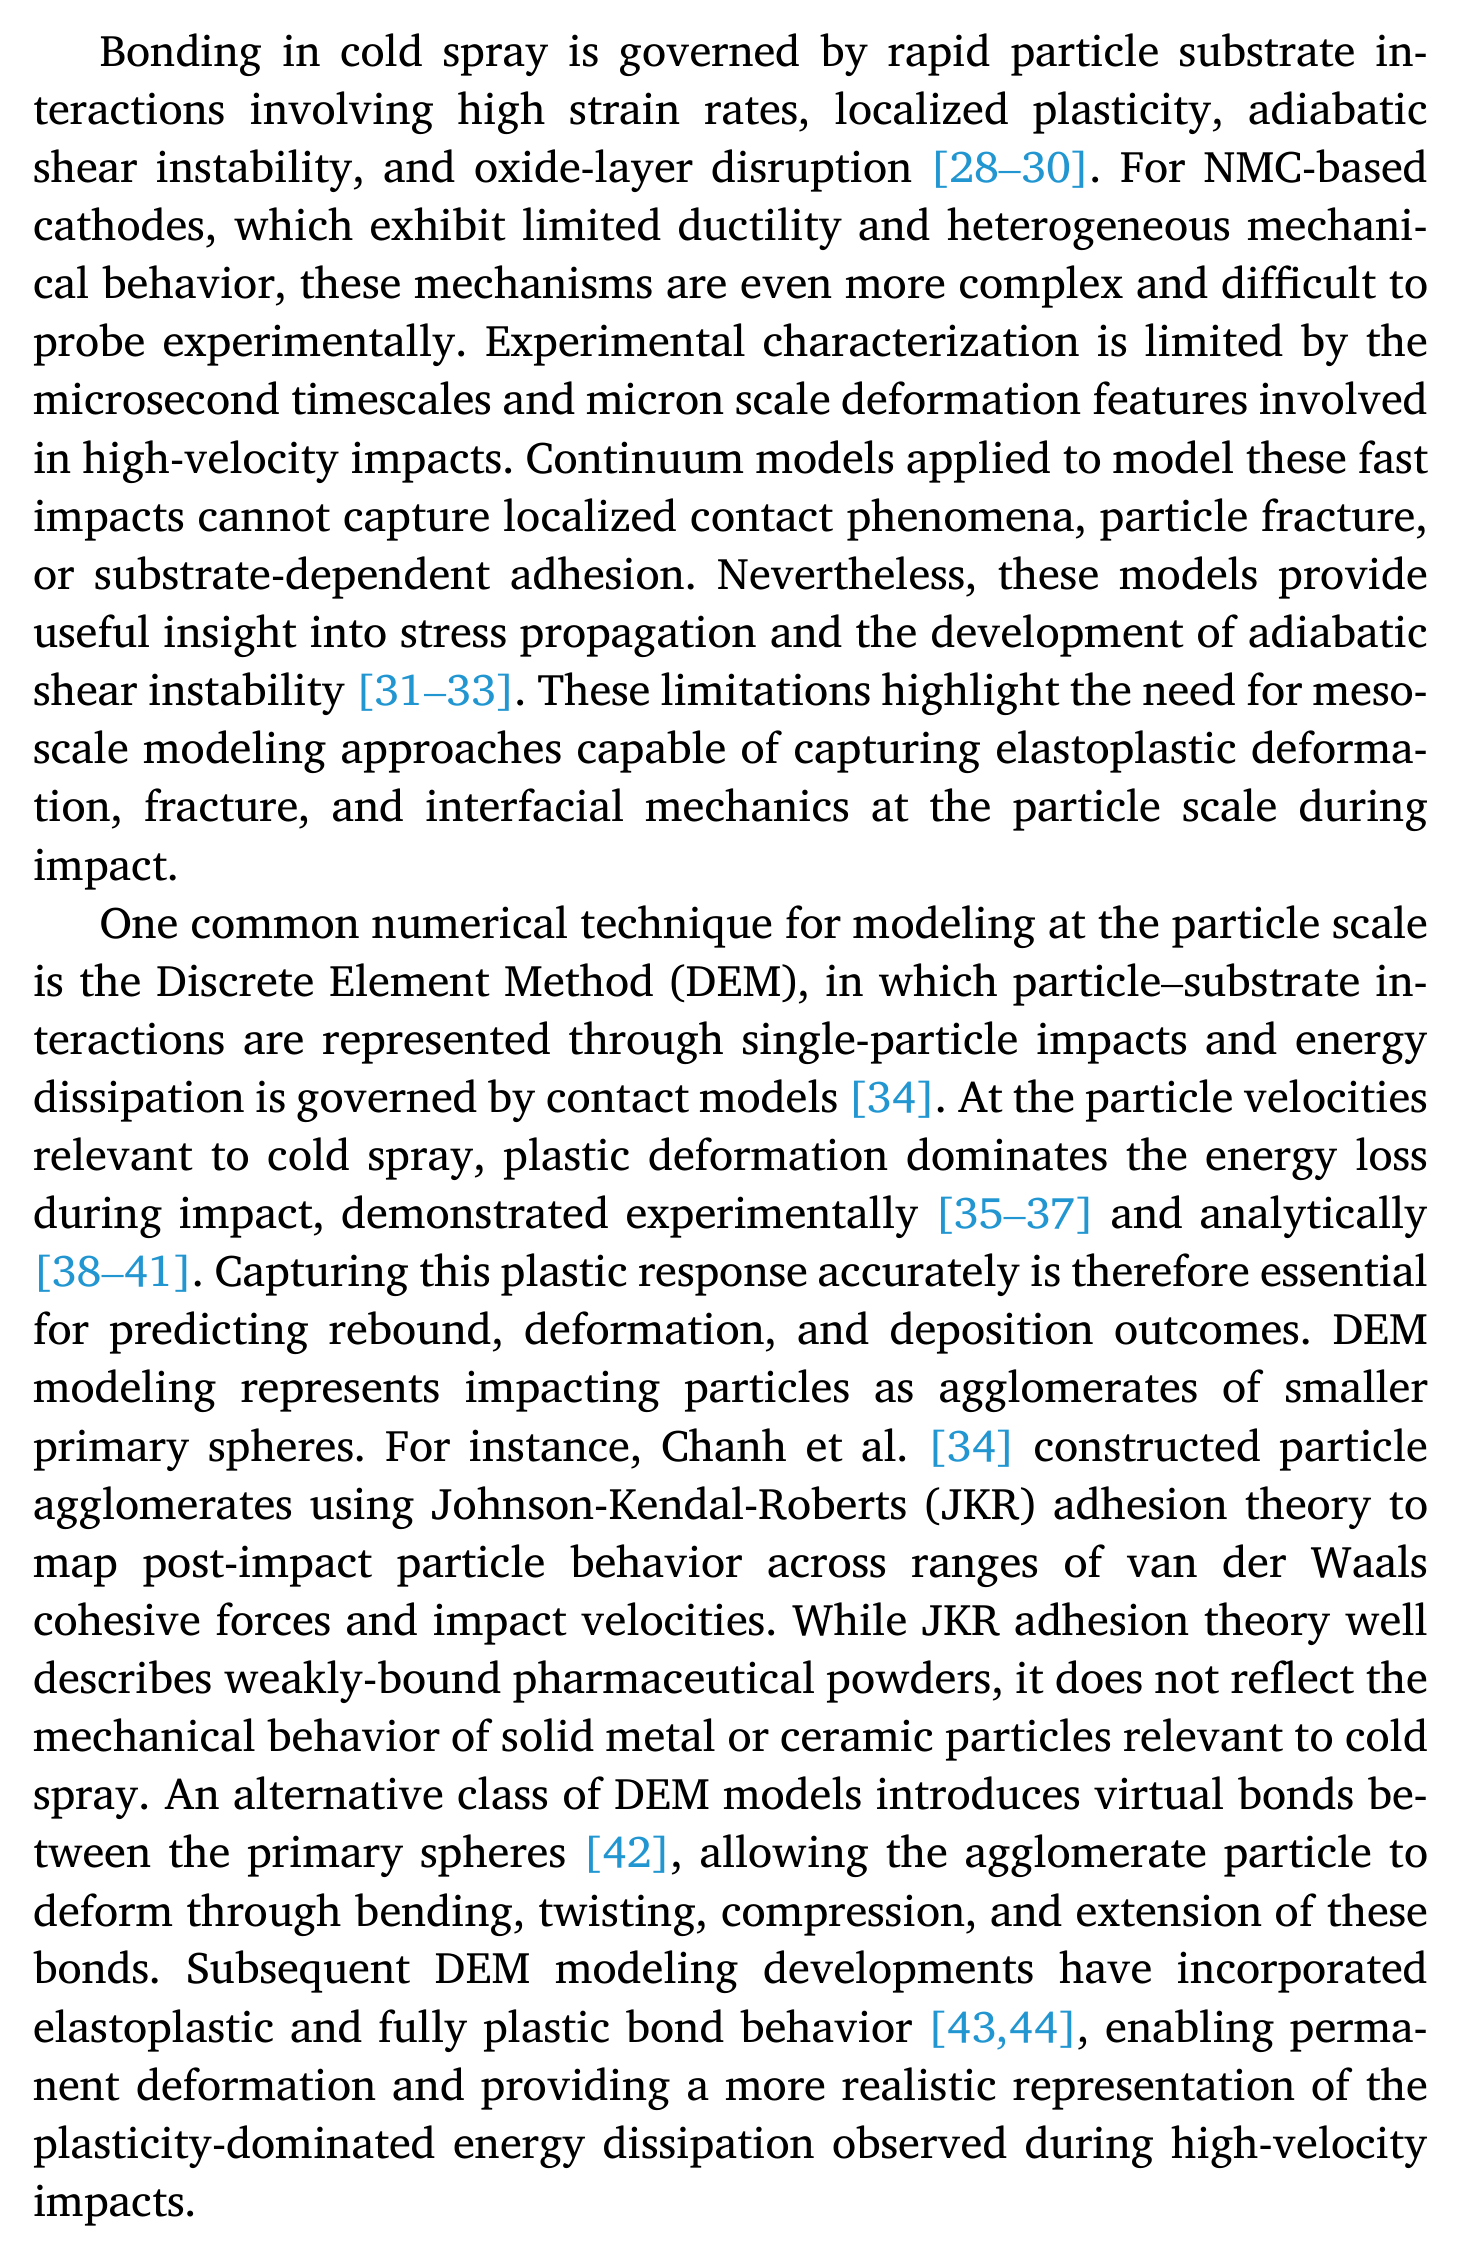 Bonding in cold spray is governed by rapid particle substrate in-
teractions involving high strain rates, localized plasticity, adiabatic
shear instability, and oxide-layer disruption [28–30]. For NMC-based
cathodes, which exhibit limited ductility and heterogeneous mechani-
cal behavior, these mechanisms are even more complex and difficult to
probe experimentally. Experimental characterization is limited by the
microsecond timescales and micron scale deformation features involved
in high-velocity impacts. Continuum models applied to model these fast
impacts cannot capture localized contact phenomena, particle fracture,
or substrate-dependent adhesion. Nevertheless, these models provide
useful insight into stress propagation and the development of adiabatic
shear instability [31–33]. These limitations highlight the need for meso-
scale modeling approaches capable of capturing elastoplastic deforma-
tion, fracture, and interfacial mechanics at the particle scale during
impact.
One common numerical technique for modeling at the particle scale
is the Discrete Element Method (DEM), in which particle–substrate in-
teractions are represented through single-particle impacts and energy
dissipation is governed by contact models [34]. At the particle velocities
relevant to cold spray, plastic deformation dominates the energy loss
during impact, demonstrated experimentally [35–37] and analytically
[38–41]. Capturing this plastic response accurately is therefore essential
for predicting rebound, deformation, and deposition outcomes. DEM
modeling represents impacting particles as agglomerates of smaller
primary spheres. For instance, Chanh et al. [34] constructed particle
agglomerates using Johnson-Kendal-Roberts (JKR) adhesion theory to
map post-impact particle behavior across ranges of van der Waals
cohesive forces and impact velocities. While JKR adhesion theory well
describes weakly-bound pharmaceutical powders, it does not reflect the
mechanical behavior of solid metal or ceramic particles relevant to cold
spray. An alternative class of DEM models introduces virtual bonds be-
tween the primary spheres [42], allowing the agglomerate particle to
deform through bending, twisting, compression, and extension of these
bonds. Subsequent DEM modeling developments have incorporated
elastoplastic and fully plastic bond behavior [43,44], enabling perma-
nent deformation and providing a more realistic representation of the
plasticity-dominated energy dissipation observed during high-velocity
impacts.